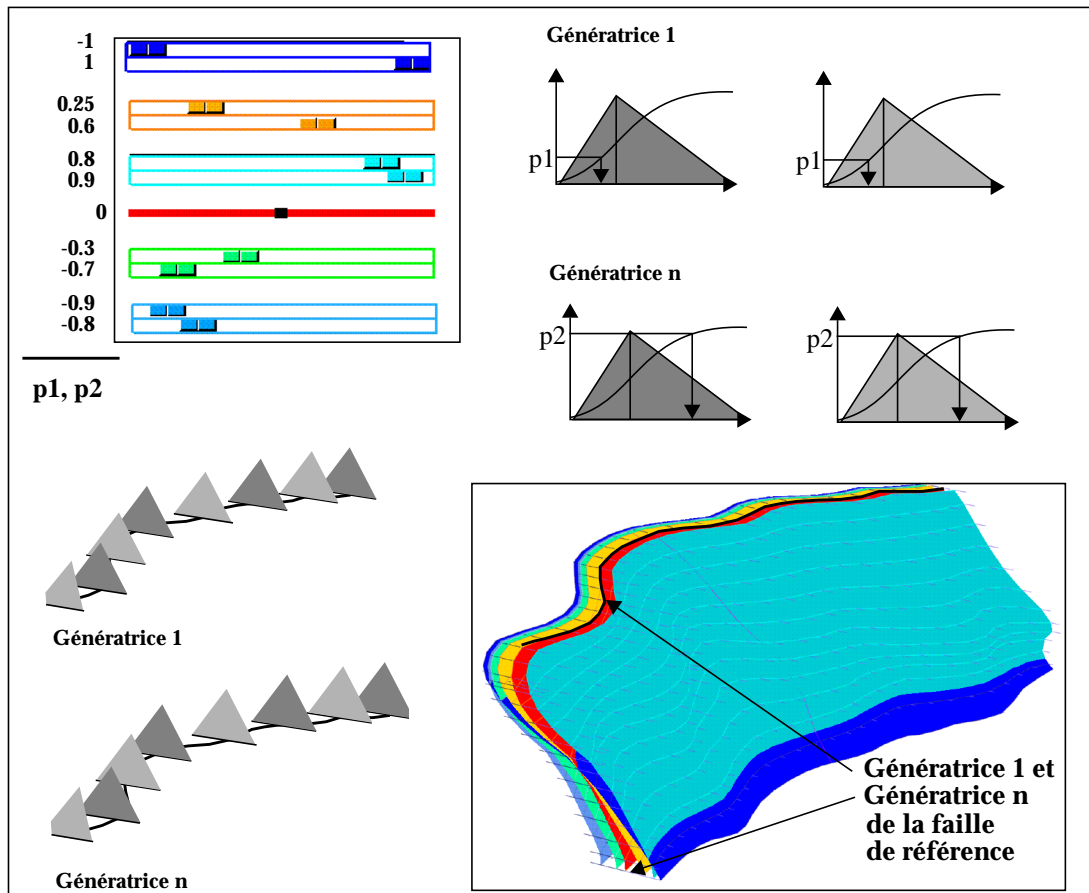 -1
1
0.25
0.6
0.8
0.9
0
-0.3
-0.7
-0.9
-0.8
p1, p2
Génératrice 1
p1
p1
Génératrice n
p2
p2
Génératrice 1
Génératrice n
Génératrice 1 et
Génératrice n
de la faille
de référence